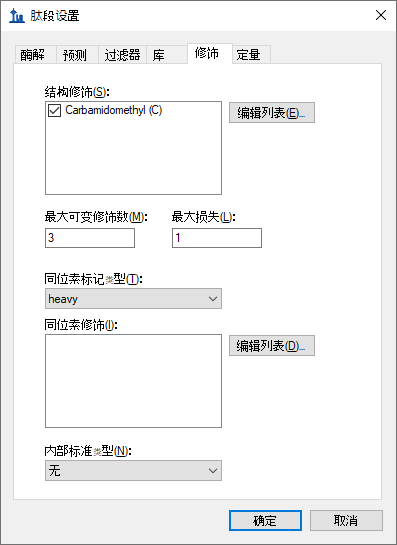 肽段设置
酶解 预测 过滤器 库 修饰 定量
结构修饰(S):
Carbamidomethyl (C)
编辑列表(E)...
最大可变修饰数(M): 最大损失(L):
3 1
同位素标记类型(T):
heavy
同位素修饰(I):
编辑列表(D)...
内部标准类型(N):
无
确定 取消